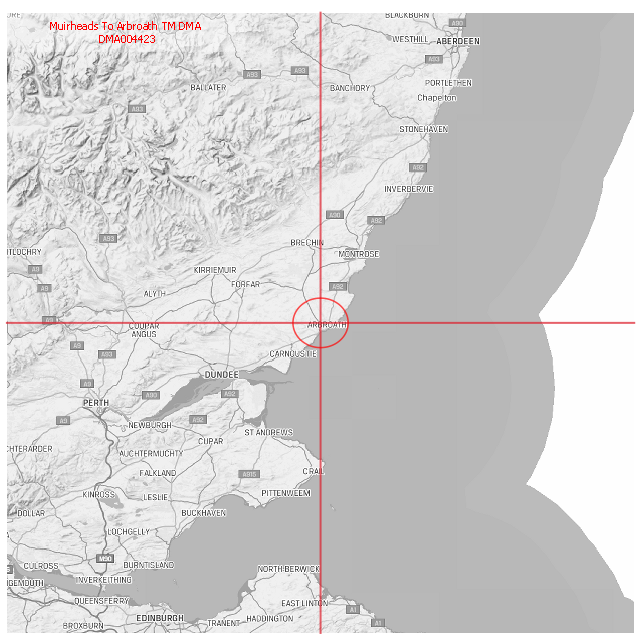 Muirheads To Arbroath TM DMA
DMA004423
BLACKBURN
A90
WESTHILL
ABERDEEN
A93
A93
A93
PORTLETHEN
BALLATER
BANCHORY
Chapelton
A93
STONEHAVEN
A92
INVERBERVIE
A90
A92
A93
BRECHIN
ITLOCHRY
MONTROSE
A9
KIRRIEMUIR
FORFAR
A92
A9
ALYTH
A9
COUPAR
ANGUS
ARBROATH
A9
A93
CARNOUSTIE
DUNDEE
A9
A90
A92
PERTH
A9
NEWBURGH
A92
ST ANDREWS
CUPAR
CHTERARDER
AUCHTERMUCHTY
FALKLAND
A915
CRAIL
KINROSS
LESLIE
PITTENWEEM
DOLLAR
BUCKHAVEN
LOCHGELLY
M90
CULROSS
BURNTISLAND
NORTH BERWICK
NGEMOUTH
INVERKEITHING
QUEENSFERRY
EAST LINTON
A1
EDINBURGH
HADDINGTON
BROXBURN
TRANENT
A1